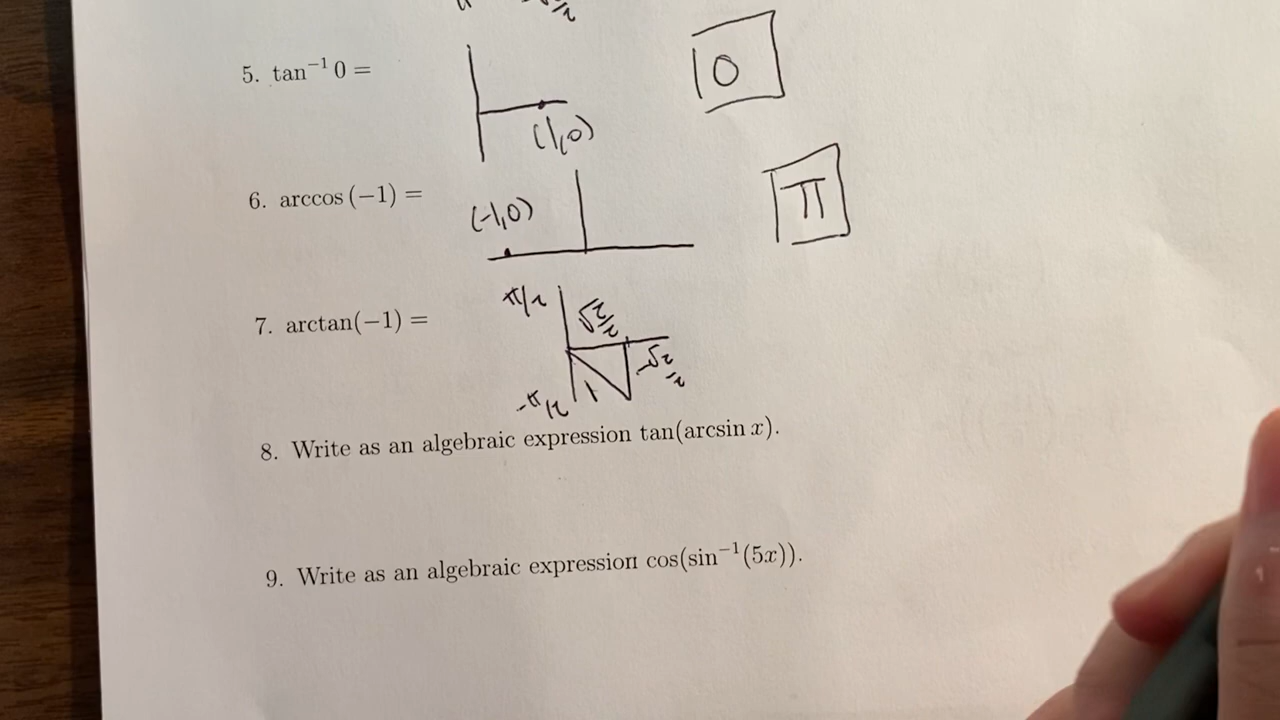 √2/2
5. tan⁻¹ 0 =
0
(1,0)
6. arccos (−1) =
(-1,0)
π
π/2
√2/2
7. arctan(−1) =
-√2/2
-π/2
1
8. Write as an algebraic expression tan(arcsin x).
9. Write as an algebraic expression cos(sin⁻¹(5x)).